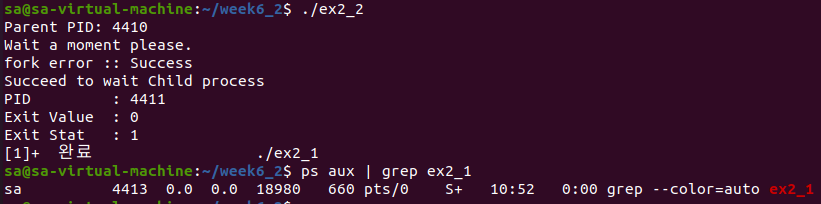 sa@sa-virtual-machine:~/week6_2$ ./ex2_2
Parent PID: 4410
Wait a moment please.
fork error :: Success
Succeed to wait Child process
PID         : 4411
Exit Value  : 0
Exit Stat   : 1
[1]+  완료                  ./ex2_1
sa@sa-virtual-machine:~/week6_2$ ps aux | grep ex2_1
sa          4413  0.0  0.0  18980   660 pts/0    S+   10:52   0:00 grep --color=auto ex2_1